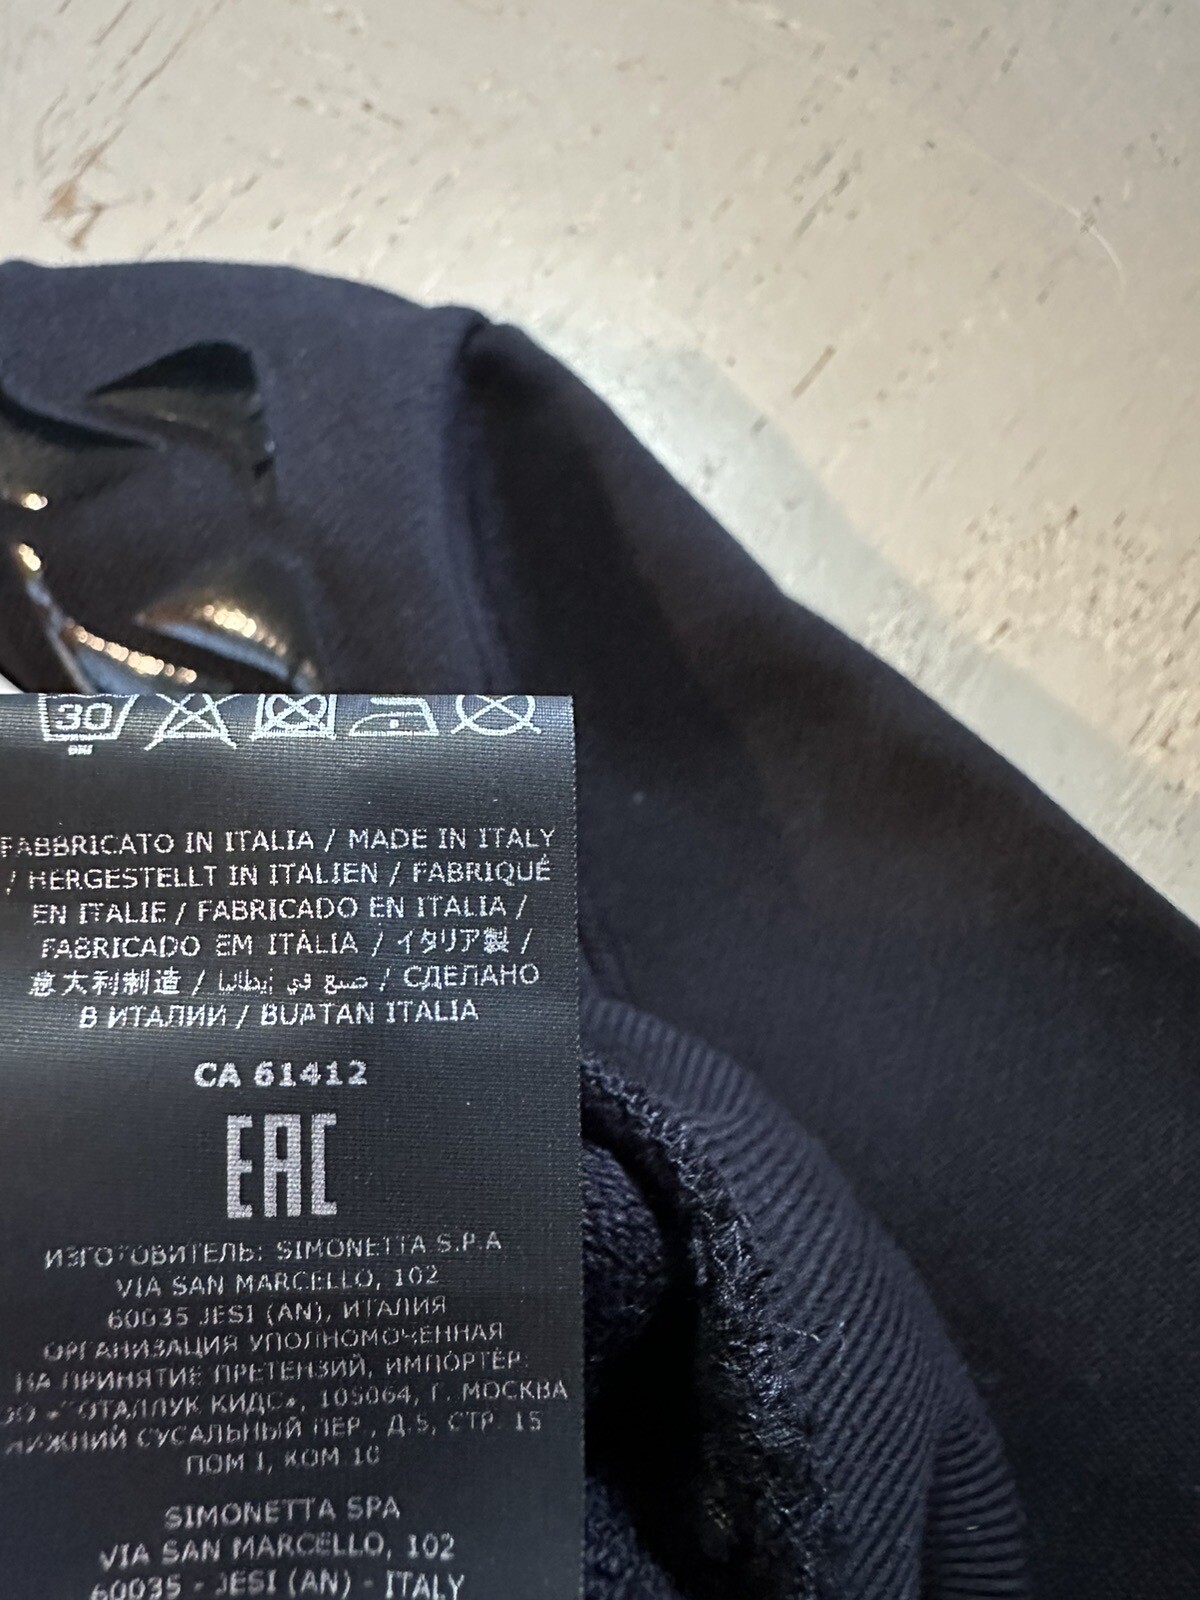 30
FABBRICATO IN ITALIA / MADE IN ITALY
/ HERGESTELLT IN ITALIEN / FABRIQUÉ
EN ITALIE / FABRICADO EN ITALIA /
FABRICADO EM ITÁLIA / イタリア製 /
意大利制造 / صنع في إيطاليا / СДЕЛАНО
В ИТАЛИИ / BUATAN ITALIA
CA 61412
EAC
ИЗГОТОВИТЕЛЬ: SIMONETTA S.P.A
VIA SAN MARCELLO, 102
60035 JESI (AN), ИТАЛИЯ
ОРГАНИЗАЦИЯ УПОЛНОМОЧЕННАЯ
НА ПРИНЯТИЕ ПРЕТЕНЗИЙ, ИМПОРТЕР
КИДС», 105064, Г. МОСКВА
НИЖНИЙ СУСАЛЬНЫЙ ПЕР., Д.5, СТР. 15
ПОМ I, КОМ 10
SIMONETTA SPA
VIA SAN MARCELLO, 102
60035 - JESI (AN) - ITALY